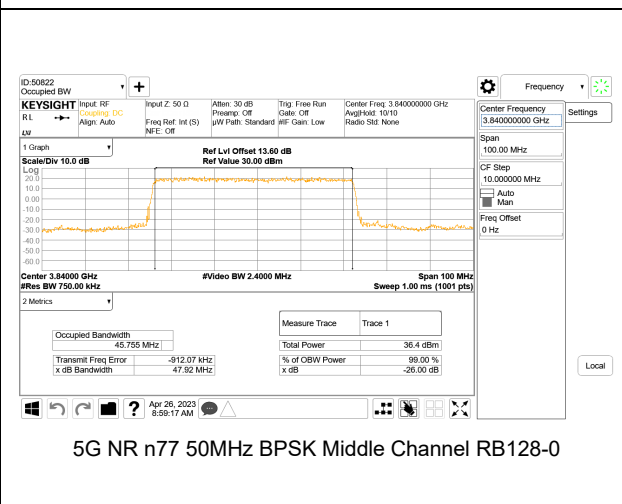 ID:50822
Occupied BW
Frequency
KEYSIGHT Input: RF Input Z: 50 Ω Atten: 30 dB Trig: Free Run Center Freq: 3.840000000 GHz
RL Coupling: DC Preamp: Off Gate: Off Avg|Hold: 10/10
Align: Auto Freq Ref: Int (S) µW Path: Standard #IF Gain: Low Radio Std: None
NFE: Off
Center Frequency
3.840000000 GHz
Settings
Span
100.00 MHz
CF Step
10.000000 MHz
Auto
Man
Freq Offset
0 Hz
1 Graph
Ref Lvl Offset 13.60 dB
Scale/Div 10.0 dB Ref Value 30.00 dBm
Log
20.0
10.0
0.00
-10.0
-20.0
-30.0
-40.0
-50.0
-60.0
Center 3.84000 GHz #Video BW 2.4000 MHz Span 100 MHz
#Res BW 750.00 kHz Sweep 1.00 ms (1001 pts)
2 Metrics
Measure Trace Trace 1
Occupied Bandwidth
45.755 MHz Total Power 36.4 dBm
Transmit Freq Error -912.07 kHz % of OBW Power 99.00 %
x dB Bandwidth 47.92 MHz x dB -26.00 dB
Local
Apr 26, 2023
8:59:17 AM
5G NR n77 50MHz BPSK Middle Channel RB128-0